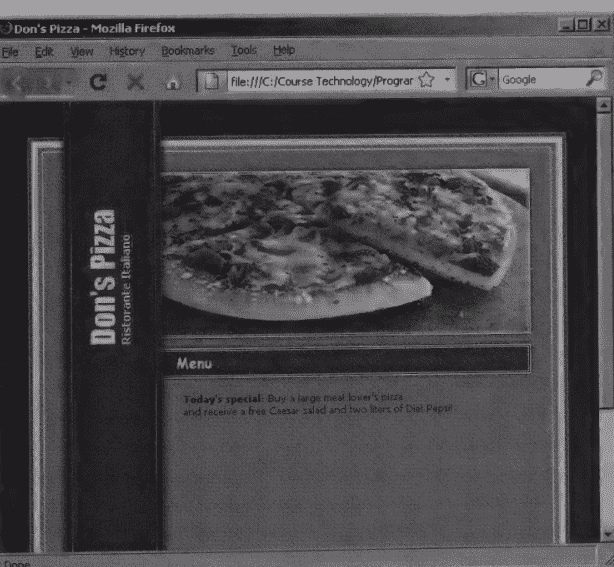 Don's Pizza - Mozilla Firefox
File Edit View History Bookmarks Tools Help
file:///C:/Course Technology/Prograr
G Google
Don's Pizza
Ristorante Italiano
Menu
Today's special: Buy a large meat lover's pizza
and receive a free Caesar salad and two liters of Diet Pepsi!
Done